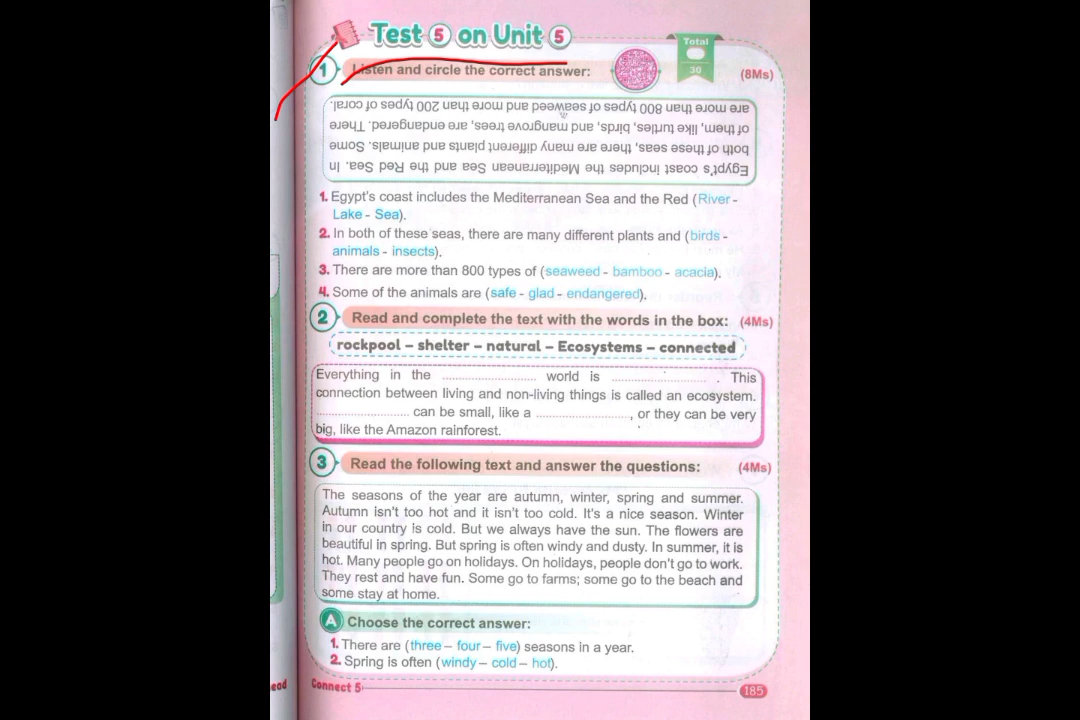 Test 5 on Unit 5
Total
30
1 Listen and circle the correct answer: (8Ms)
Egypt's coast includes the Mediterranean Sea and the Red Sea. In
both of these seas, there are many different plants and animals. Some
of them, like turtles, birds, and mangrove trees, are endangered. There
are more than 800 types of seaweed and more than 200 types of coral.
1. Egypt's coast includes the Mediterranean Sea and the Red (River -
Lake - Sea).
2. In both of these seas, there are many different plants and (birds -
animals - insects).
3. There are more than 800 types of (seaweed - bamboo - acacia).
4. Some of the animals are (safe - glad - endangered).
2 Read and complete the text with the words in the box: (4Ms)
rockpool – shelter – natural – Ecosystems – connected
Everything in the ........................ world is ........................ . This
connection between living and non-living things is called an ecosystem.
........................ can be small, like a ........................, or they can be very
big, like the Amazon rainforest.
3 Read the following text and answer the questions: (4Ms)
The seasons of the year are autumn, winter, spring and summer.
Autumn isn't too hot and it isn't too cold. It's a nice season. Winter
in our country is cold. But we always have the sun. The flowers are
beautiful in spring. But spring is often windy and dusty. In summer, it is
hot. Many people go on holidays. On holidays, people don't go to work.
They rest and have fun. Some go to farms; some go to the beach and
some stay at home.
A Choose the correct answer:
1. There are (three – four – five) seasons in a year.
2. Spring is often (windy – cold – hot).
Connect 5
185